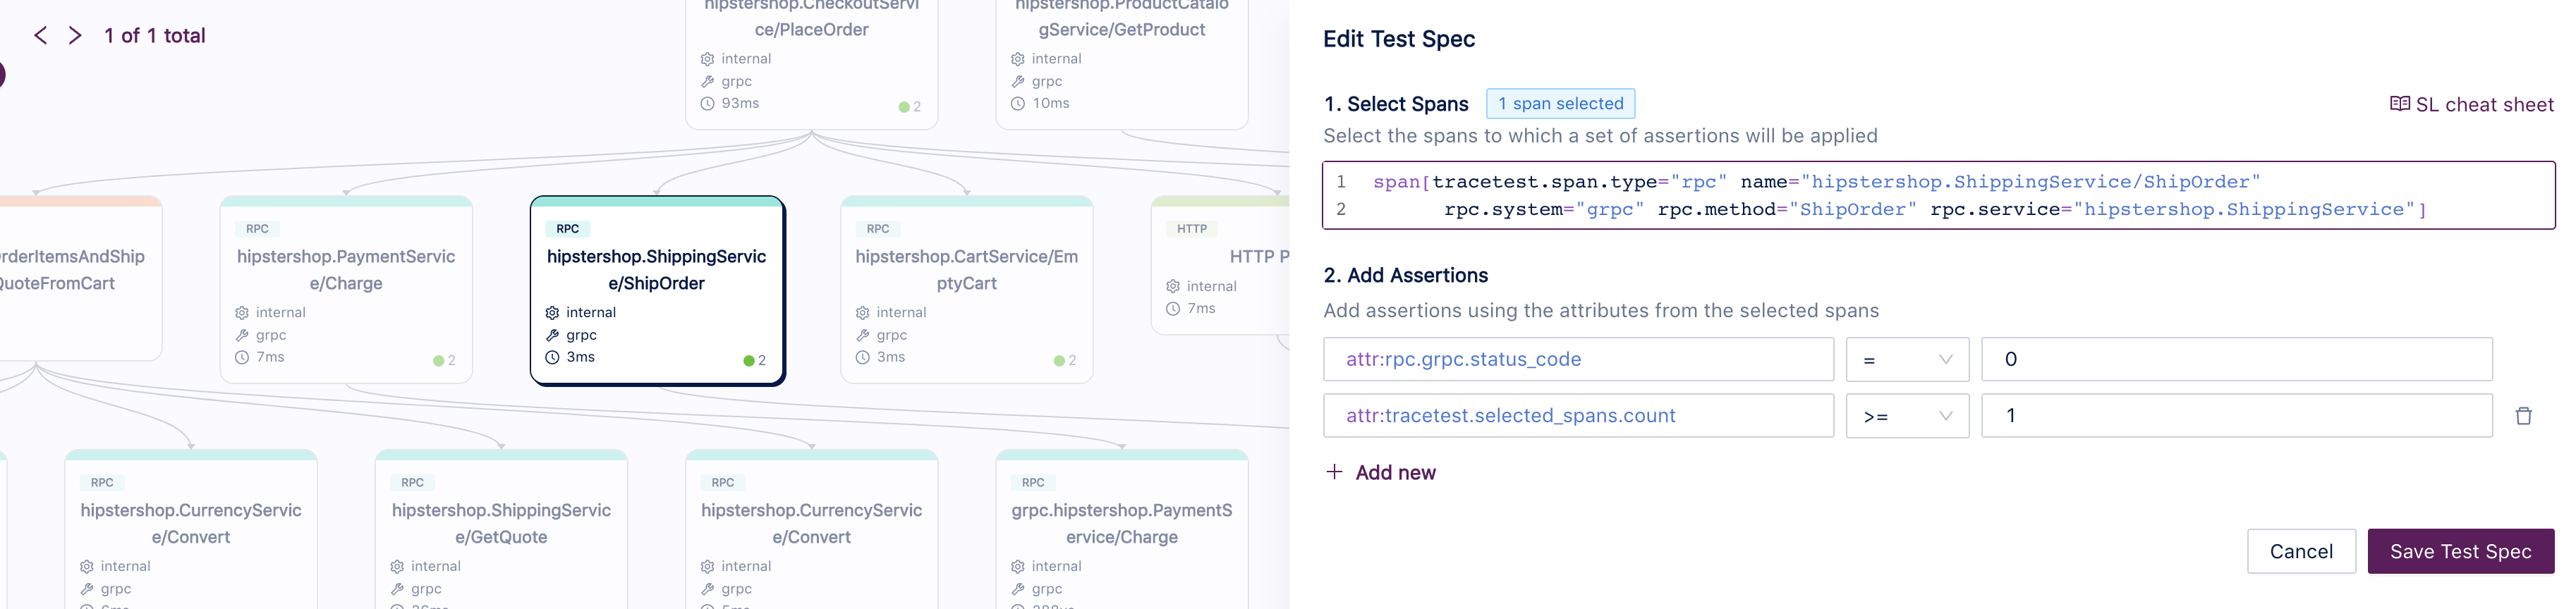 1 of 1 total
hipstershop.CheckoutServi
ce/PlaceOrder
internal
grpc
93ms
2
hipstershop.ProductCatalo
gService/GetProduct
internal
grpc
10ms
rderItemsAndShip
QuoteFromCart
RPC
hipstershop.PaymentServic
e/Charge
internal
grpc
7ms
2
RPC
hipstershop.ShippingServic
e/ShipOrder
internal
grpc
3ms
2
RPC
hipstershop.CartService/Em
ptyCart
internal
grpc
3ms
2
HTTP
HTTP P
internal
7ms
RPC
hipstershop.CurrencyServic
e/Convert
internal
grpc
RPC
hipstershop.ShippingServic
e/GetQuote
internal
grpc
RPC
hipstershop.CurrencyServic
e/Convert
internal
grpc
RPC
grpc.hipstershop.PaymentS
ervice/Charge
internal
grpc
Edit Test Spec
1. Select Spans
1 span selected
SL cheat sheet
Select the spans to which a set of assertions will be applied
1 span[tracetest.span.type="rpc" name="hipstershop.ShippingService/ShipOrder"
2 rpc.system="grpc" rpc.method="ShipOrder" rpc.service="hipstershop.ShippingService"]
2. Add Assertions
Add assertions using the attributes from the selected spans
attr:rpc.grpc.status_code = 0
attr:tracetest.selected_spans.count >= 1
+ Add new
Cancel
Save Test Spec